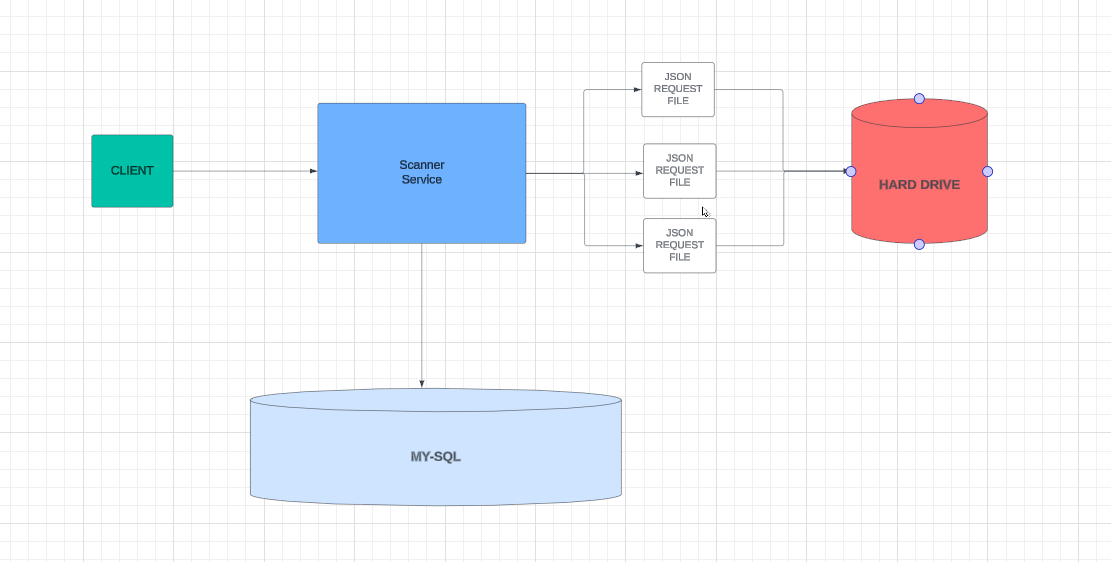 CLIENT
Scanner
Service
JSON
REQUEST
FILE
JSON
REQUEST
FILE
JSON
REQUEST
FILE
HARD DRIVE
MY-SQL